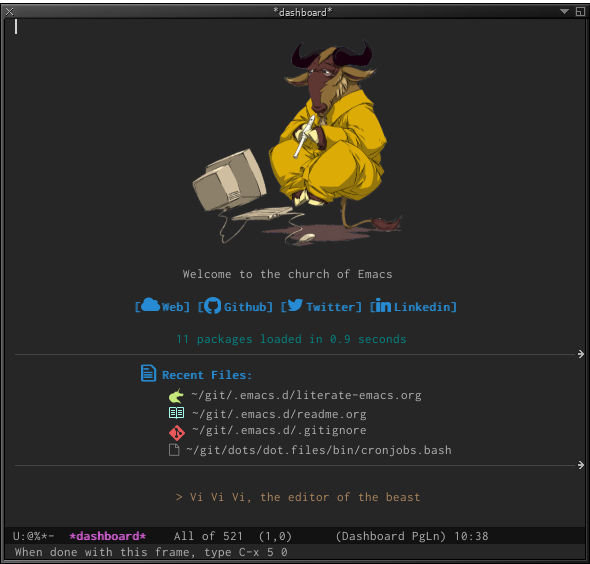 *dashboard*
Welcome to the church of Emacs
[Web] [Github] [Twitter] [Linkedin]
11 packages loaded in 0.9 seconds
Recent Files:
~/git/.emacs.d/literate-emacs.org
~/git/.emacs.d/readme.org
~/git/.emacs.d/.gitignore
~/git/dots/dot.files/bin/cronjobs.bash
> Vi Vi Vi, the editor of the beast
U:@%*-  *dashboard*    All of 521  (1,0)      (Dashboard PgLn) 10:38
When done with this frame, type C-x 5 0